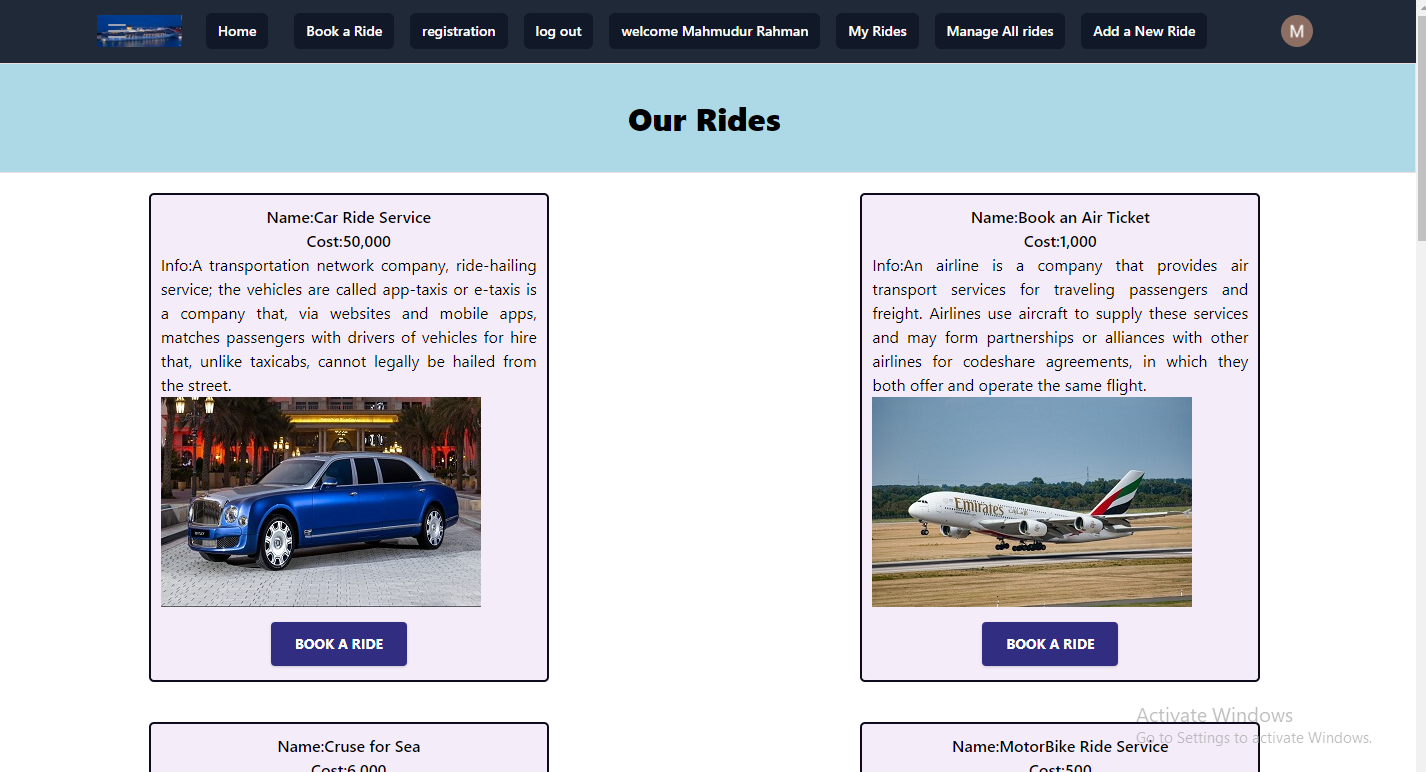 Home
Book a Ride
registration
log out
welcome Mahmudur Rahman
My Rides
Manage All rides
Add a New Ride
M
Our Rides
Name:Car Ride Service
Cost:50,000
Info:A transportation network company, ride-hailing
service; the vehicles are called app-taxis or e-taxis is
a company that, via websites and mobile apps,
matches passengers with drivers of vehicles for hire
that, unlike taxicabs, cannot legally be hailed from
the street.
BOOK A RIDE
Name:Book an Air Ticket
Cost:1,000
Info:An airline is a company that provides air
transport services for traveling passengers and
freight. Airlines use aircraft to supply these services
and may form partnerships or alliances with other
airlines for codeshare agreements, in which they
both offer and operate the same flight.
Emirates
BOOK A RIDE
Name:Cruse for Sea
Cost:6,000
Name:MotorBike Ride Service
Cost:500
Activate Windows
Go to Settings to activate Windows.